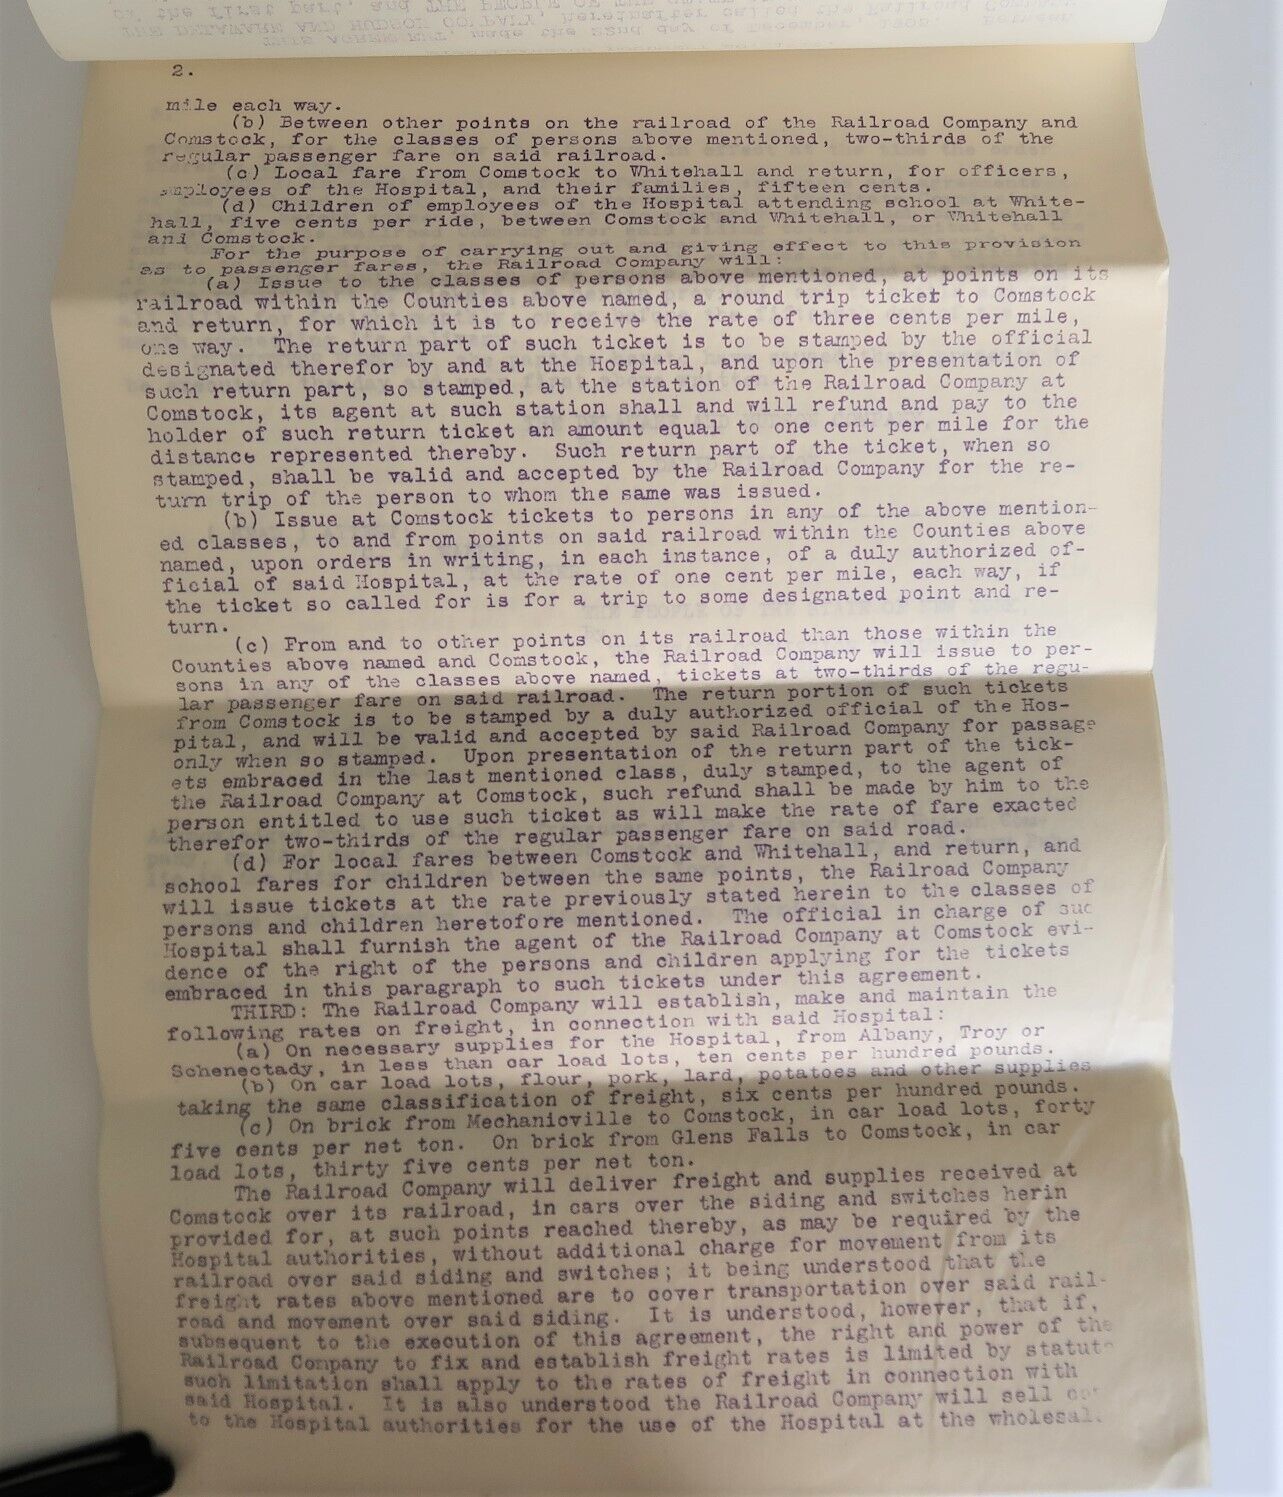 2.
mile each way.
(b) Between other points on the railroad of the Railroad Company and
Comstock, for the classes of persons above mentioned, two-thirds of the
regular passenger fare on said railroad.
(c) Local fare from Comstock to Whitehall and return, for officers,
employees of the Hospital, and their families, fifteen cents.
(d) Children of employees of the Hospital attending school at White-
hall, five cents per ride, between Comstock and Whitehall, or Whitehall
and Comstock.
For the purpose of carrying out and giving effect to this provision
as to passenger fares, the Railroad Company will:
(a) Issue to the classes of persons above mentioned, at points on its
railroad within the Counties above named, a round trip ticket to Comstock
and return, for which it is to receive the rate of three cents per mile,
one way. The return part of such ticket is to be stamped by the official
designated therefor by and at the Hospital, and upon the presentation of
such return part, so stamped, at the station of the Railroad Company at
Comstock, its agent at such station shall and will refund and pay to the
holder of such return ticket an amount equal to one cent per mile for the
distance represented thereby. Such return part of the ticket, when so
stamped, shall be valid and accepted by the Railroad Company for the re-
turn trip of the person to whom the same was issued.
(b) Issue at Comstock tickets to persons in any of the above mention-
ed classes, to and from points on said railroad within the Counties above
named, upon orders in writing, in each instance, of a duly authorized of-
ficial of said Hospital, at the rate of one cent per mile, each way, if
the ticket so called for is for a trip to some designated point and re-
turn.
(c) From and to other points on its railroad than those within the
Counties above named and Comstock, the Railroad Company will issue to per-
sons in any of the classes above named, tickets at two-thirds of the regu-
lar passenger fare on said railroad. The return portion of such tickets
from Comstock is to be stamped by a duly authorized official of the Hos-
pital, and will be valid and accepted by said Railroad Company for passage
only when so stamped. Upon presentation of the return part of the tick-
ets embraced in the last mentioned class, duly stamped, to the agent of
the Railroad Company at Comstock, such refund shall be made by him to the
person entitled to use such ticket as will make the rate of fare exacted
therefor two-thirds of the regular passenger fare on said road.
(d) For local fares between Comstock and Whitehall, and return, and
school fares for children between the same points, the Railroad Company
will issue tickets at the rate previously stated herein to the classes of
persons and children heretofore mentioned. The official in charge of suc
Hospital shall furnish the agent of the Railroad Company at Comstock evi-
dence of the right of the persons and children applying for the tickets
embraced in this paragraph to such tickets under this agreement.
THIRD: The Railroad Company will establish, make and maintain the
following rates on freight, in connection with said Hospital:
(a) On necessary supplies for the Hospital, from Albany, Troy or
Schenectady, in less than car load lots, ten cents per hundred pounds.
(b) On car load lots, flour, pork, lard, potatoes and other supplies
taking the same classification of freight, six cents per hundred pounds.
(c) On brick from Mechanicville to Comstock, in car load lots, forty
five cents per net ton. On brick from Glens Falls to Comstock, in car
load lots, thirty five cents per net ton.
The Railroad Company will deliver freight and supplies received at
Comstock over its railroad, in cars over the siding and switches herin
provided for, at such points reached thereby, as may be required by the
Hospital authorities, without additional charge for movement from its
railroad over said siding and switches; it being understood that the
freight rates above mentioned are to cover transportation over said rail-
road and movement over said siding. It is understood, however, that if,
subsequent to the execution of this agreement, the right and power of the
Railroad Company to fix and establish freight rates is limited by statute
such limitation shall apply to the rates of freight in connection with
said Hospital. It is also understood the Railroad Company will sell
to the Hospital authorities for the use of the Hospital at the wholesal